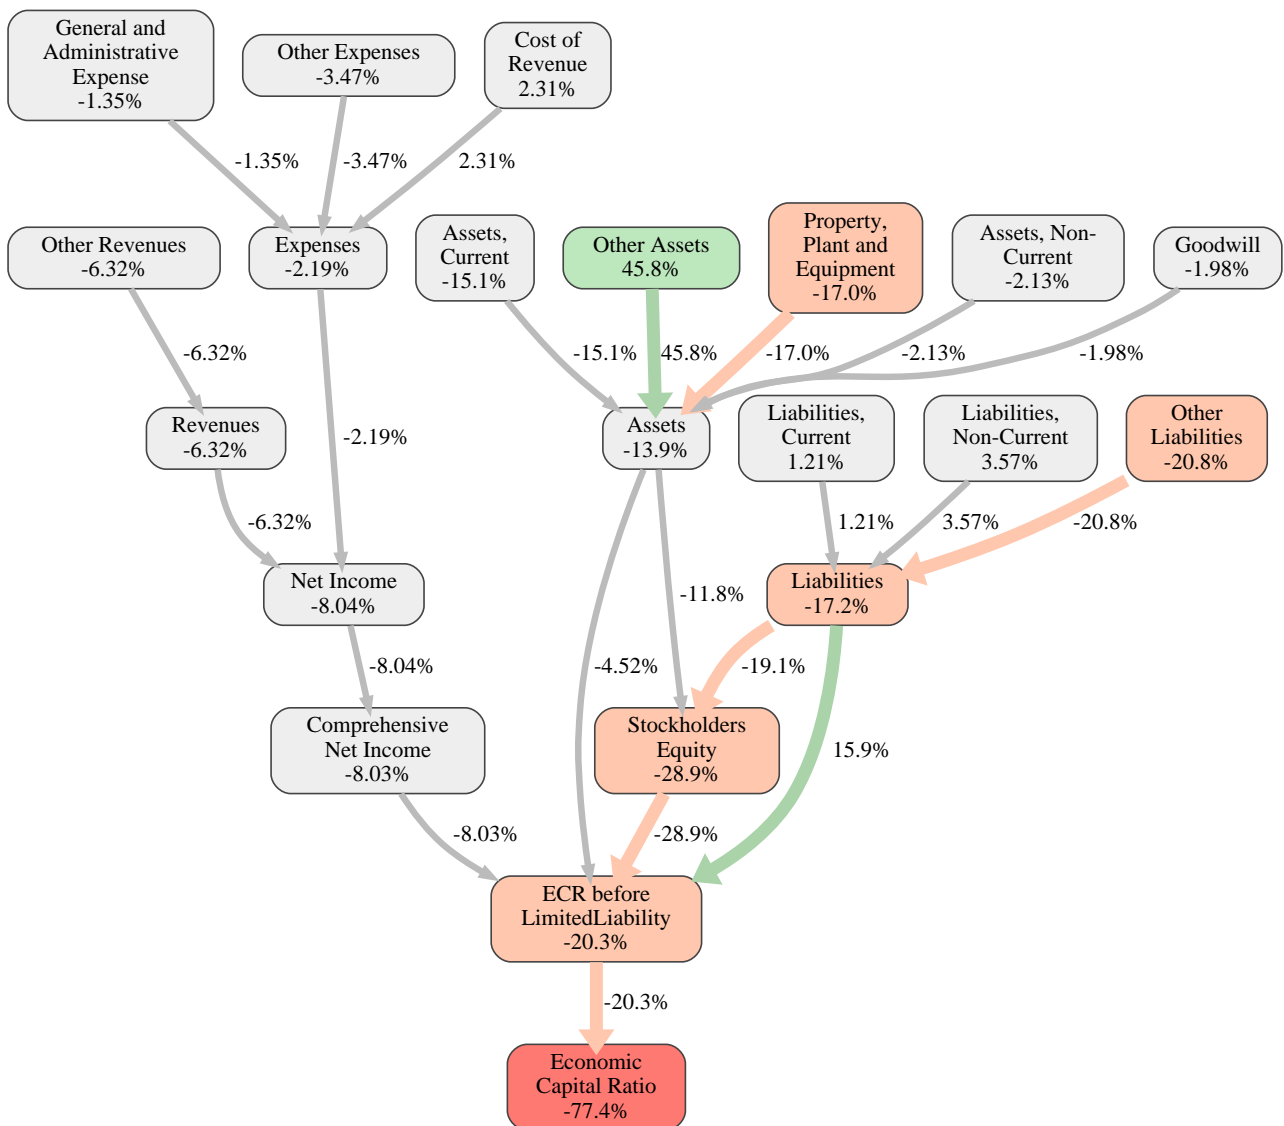 General and
Administrative
Expense
-1.35%
Other Expenses
-3.47%
Cost of
Revenue
2.31%
-1.35%
-3.47%
2.31%
Other Revenues
-6.32%
Expenses
-2.19%
Assets,
Current
-15.1%
Other Assets
45.8%
Property,
Plant and
Equipment
-17.0%
Assets, Non-
Current
-2.13%
Goodwill
-1.98%
-6.32%
-15.1%
45.8%
-17.0%
-2.13%
-1.98%
Revenues
-6.32%
-2.19%
Assets
-13.9%
Liabilities,
Current
1.21%
Liabilities,
Non-Current
3.57%
Other
Liabilities
-20.8%
-6.32%
1.21%
3.57%
-20.8%
Net Income
-8.04%
-11.8%
Liabilities
-17.2%
-8.04%
-4.52%
-19.1%
Comprehensive
Net Income
-8.03%
Stockholders
Equity
-28.9%
15.9%
-8.03%
-28.9%
ECR before
LimitedLiability
-20.3%
-20.3%
Economic
Capital Ratio
-77.4%